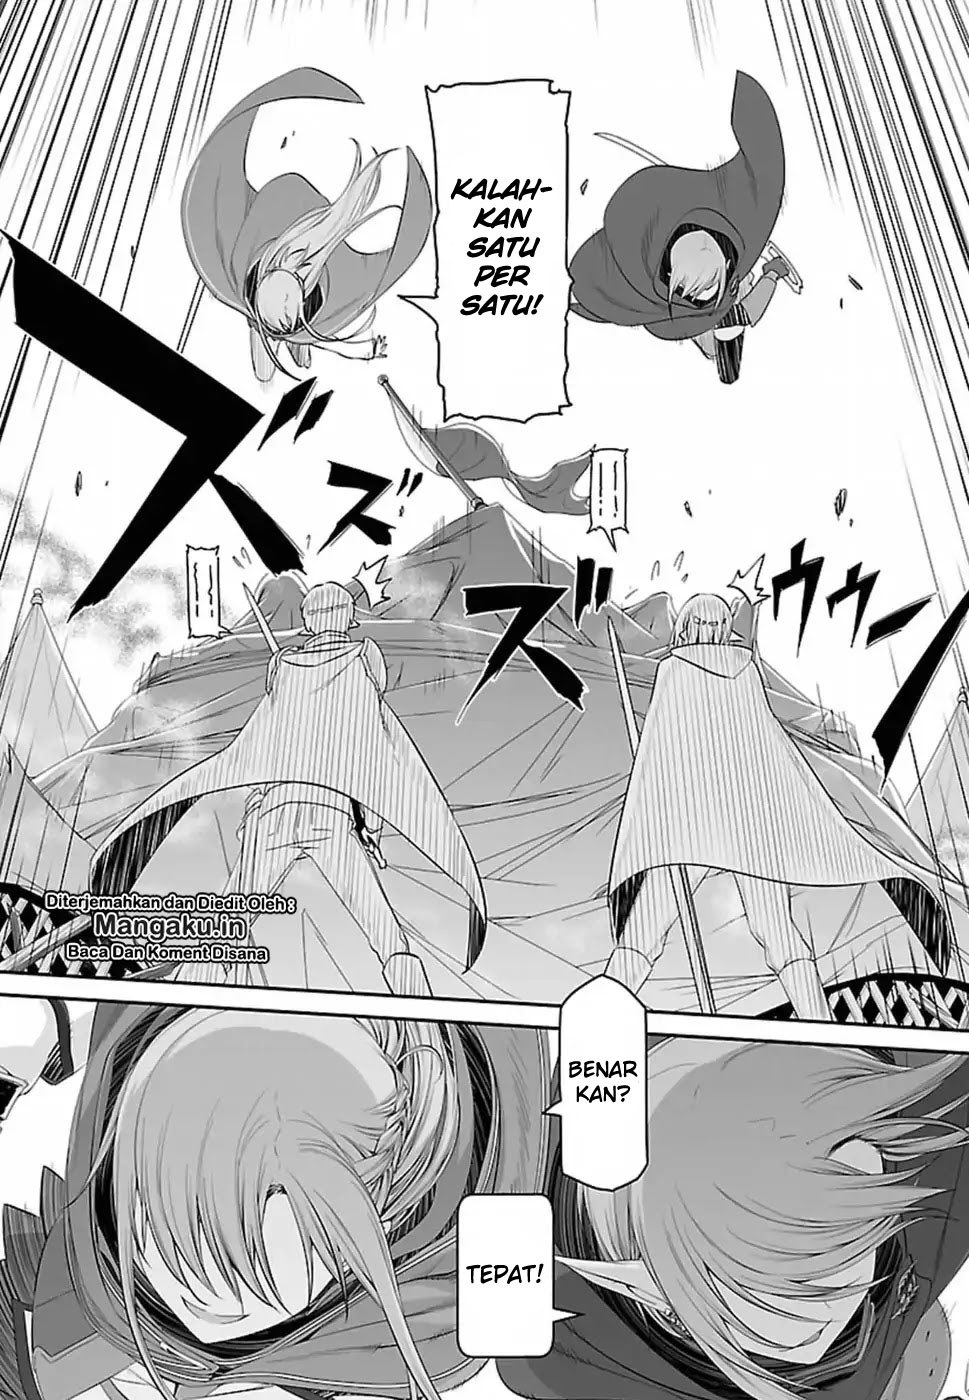 KALAH-
KAN
SATU
PER
SATU!
ズズ
ズウウン
Diterjemahkan dan Diedit Oleh:
Mangaku.in
Baca Dan Koment Disana
BENAR
KAN?
TEPAT!